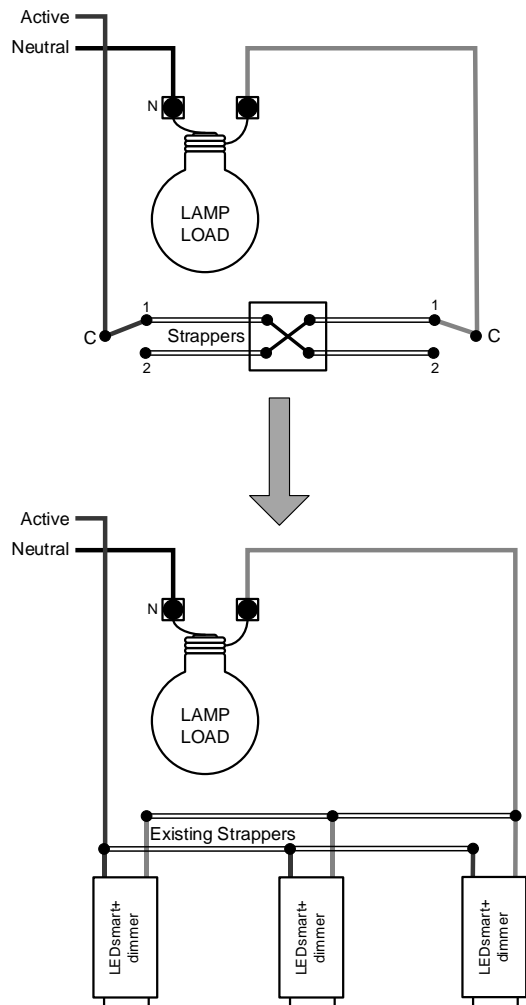 Active
Neutral
N
LAMP
LOAD
1
1
C
Strappers
C
2
2
Active
Neutral
N
LAMP
LOAD
Existing Strappers
LEDsmart+
dimmer
LEDsmart+
dimmer
LEDsmart+
dimmer